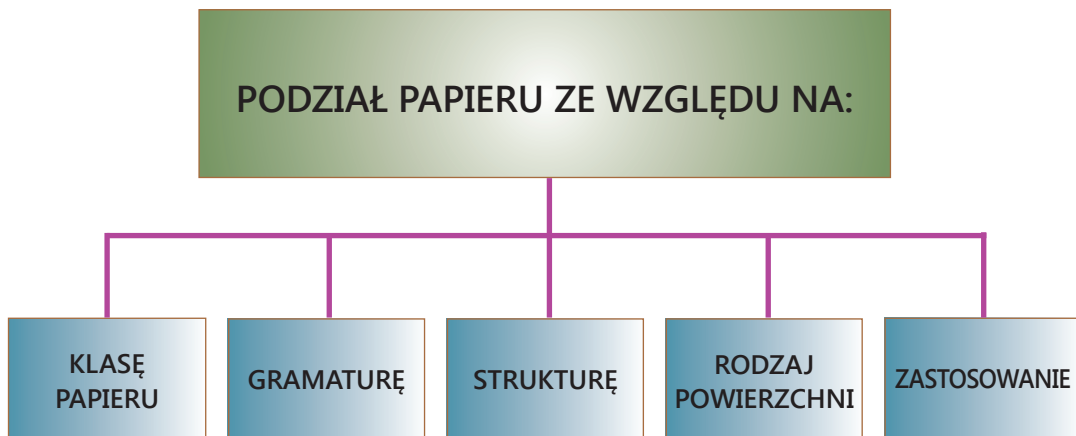 PODZIAŁ PAPIERU ZE WZGLĘDU NA:
KLASĘ
PAPIERU
GRAMATURĘ
STRUKTURĘ
RODZAJ
POWIERZCHNI
ZASTOSOWANIE